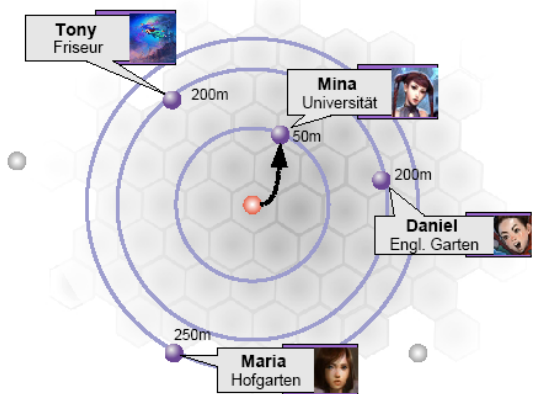 Tony
Friseur
200m
Mina
Universität
50m
200m
Daniel
Engl. Garten
250m
Maria
Hofgarten